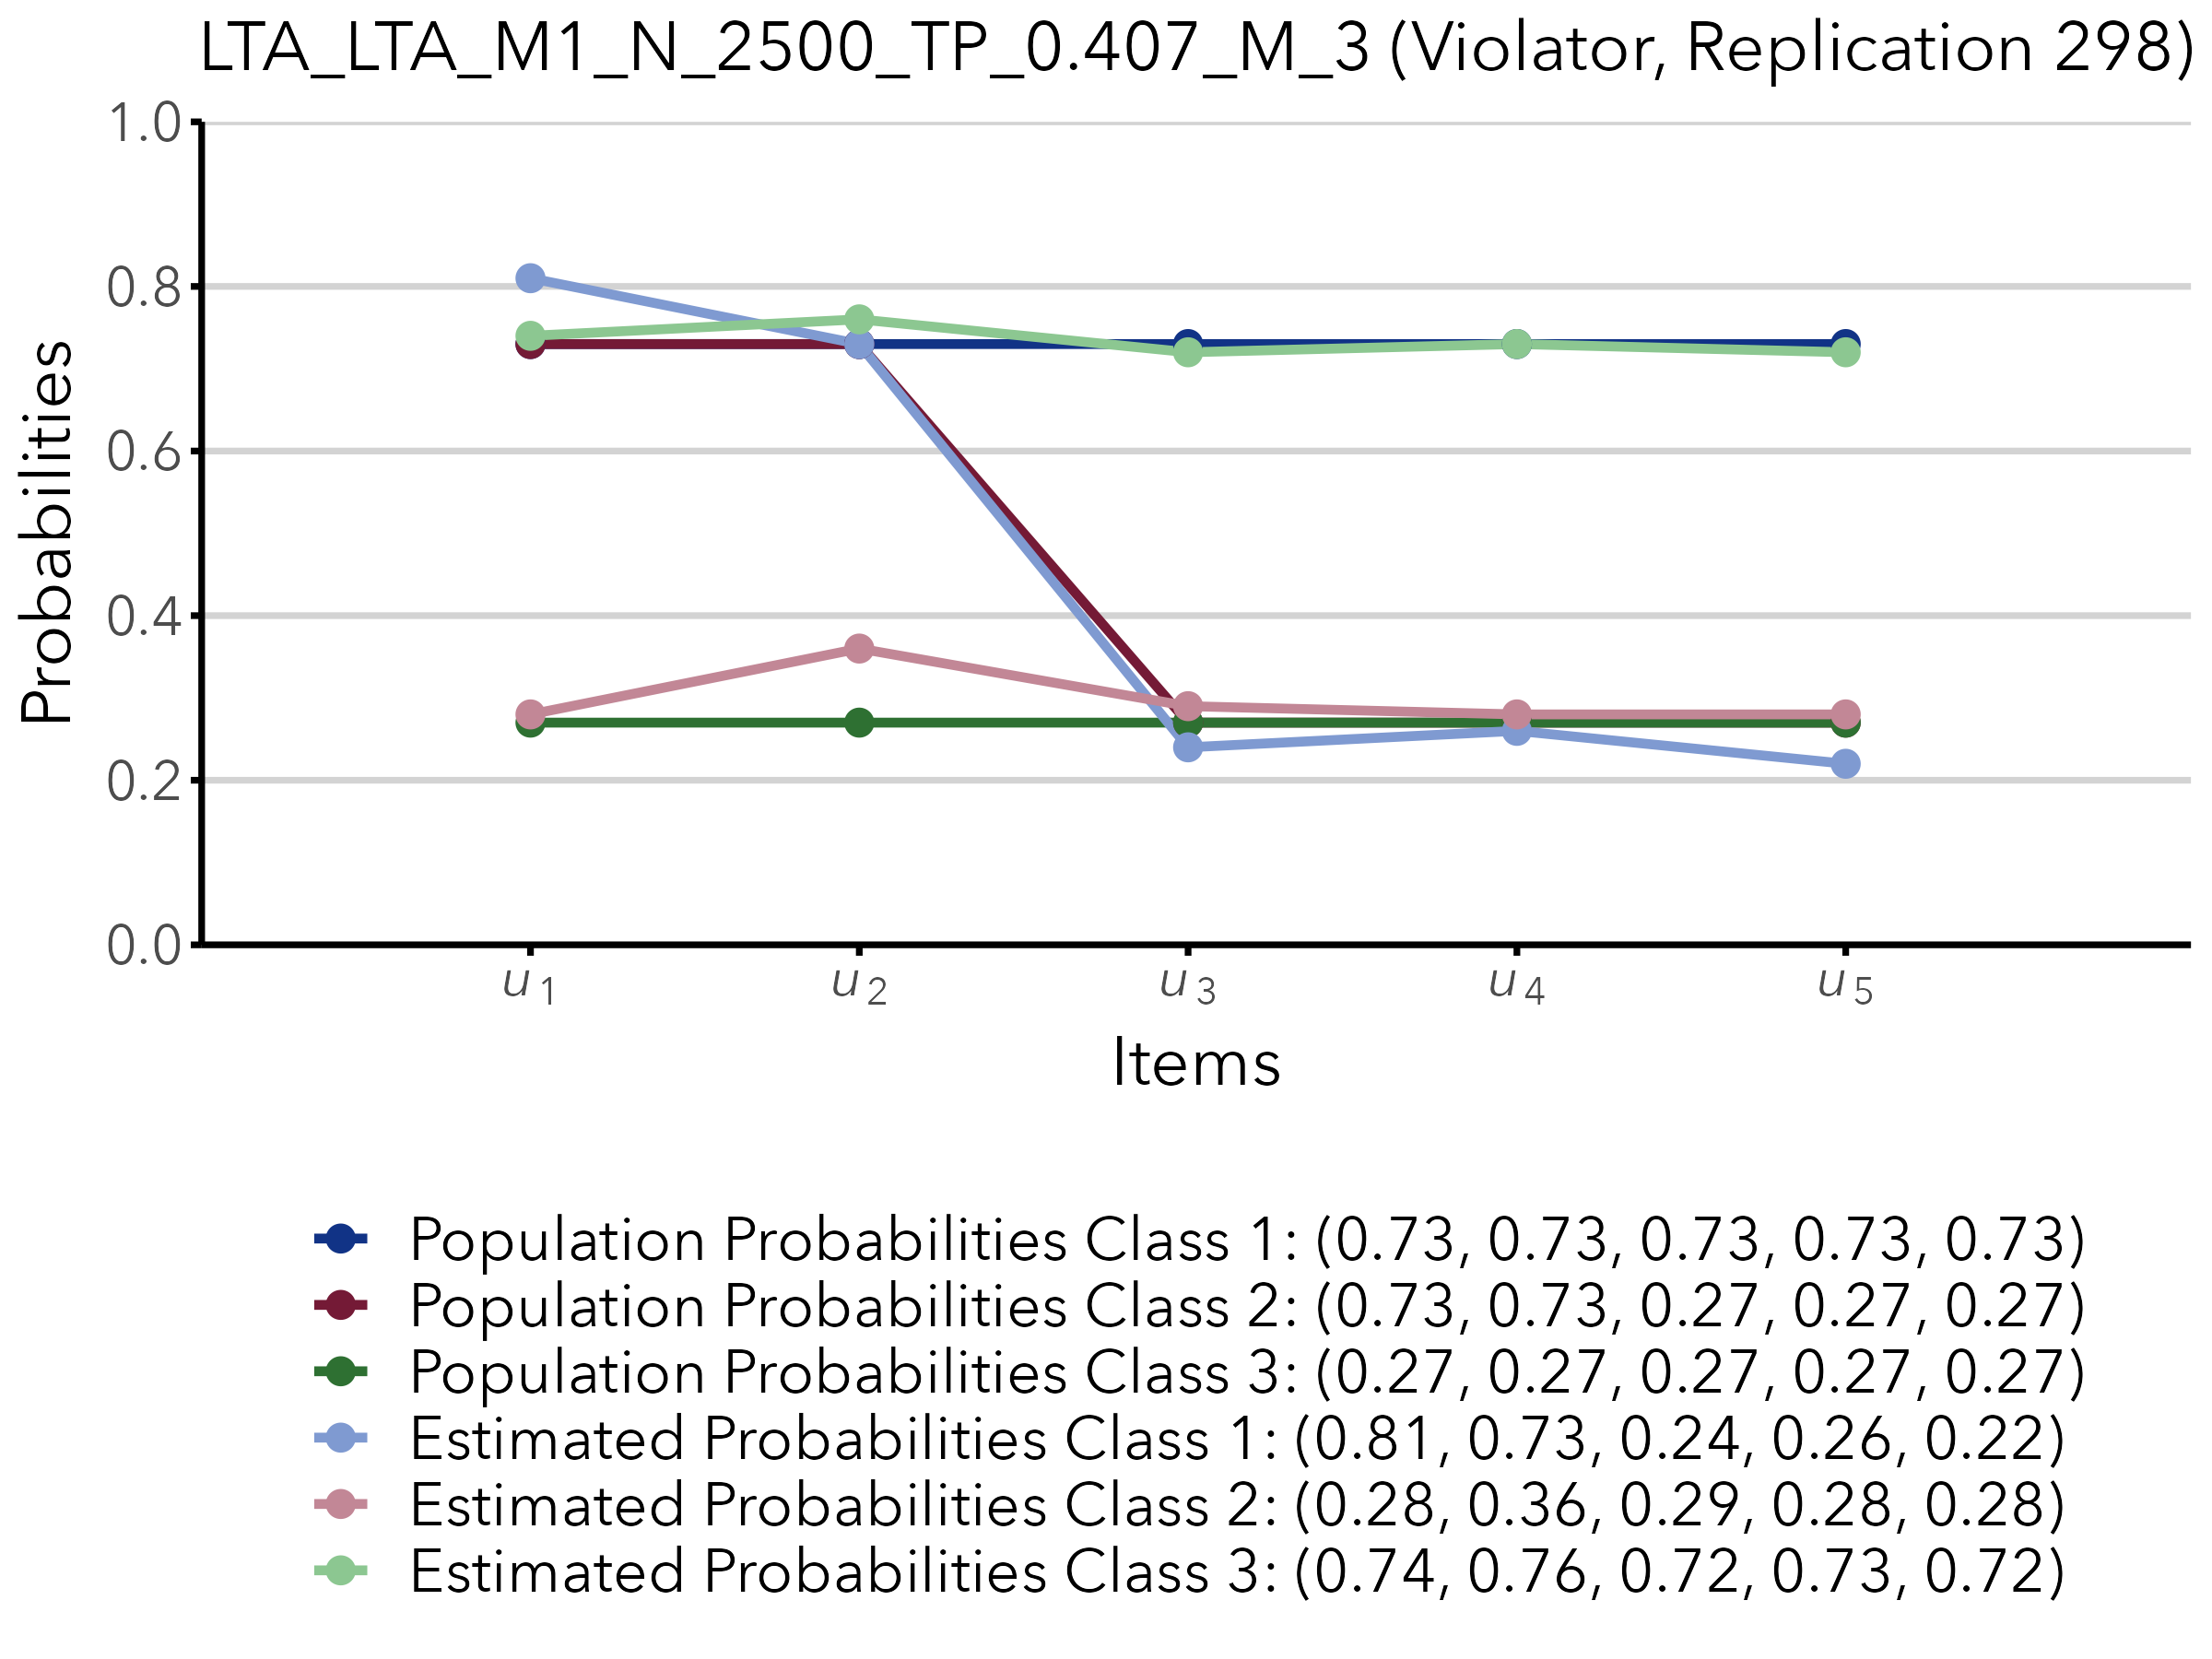 LTA_LTA_M1_N_2500_TP_0.407_M_3 (Violator, Replication 298)
1.0
0.8
0.6
0.4
0.2
0.0
Probabilities
u1 u2 u3 u4 u5
Items
Population Probabilities Class 1: (0.73, 0.73, 0.73, 0.73, 0.73)
Population Probabilities Class 2: (0.73, 0.73, 0.27, 0.27, 0.27)
Population Probabilities Class 3: (0.27, 0.27, 0.27, 0.27, 0.27)
Estimated Probabilities Class 1: (0.81, 0.73, 0.24, 0.26, 0.22)
Estimated Probabilities Class 2: (0.28, 0.36, 0.29, 0.28, 0.28)
Estimated Probabilities Class 3: (0.74, 0.76, 0.72, 0.73, 0.72)